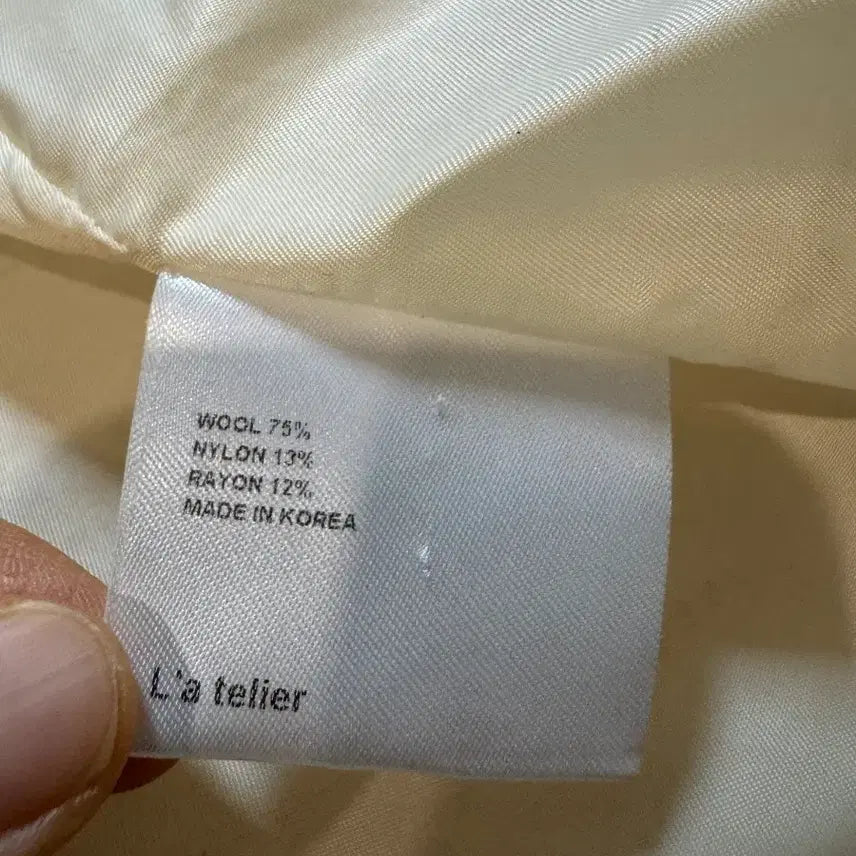 WOOL 75%
NYLON 13%
RAYON 12%
MADE IN KOREA
L'a telier